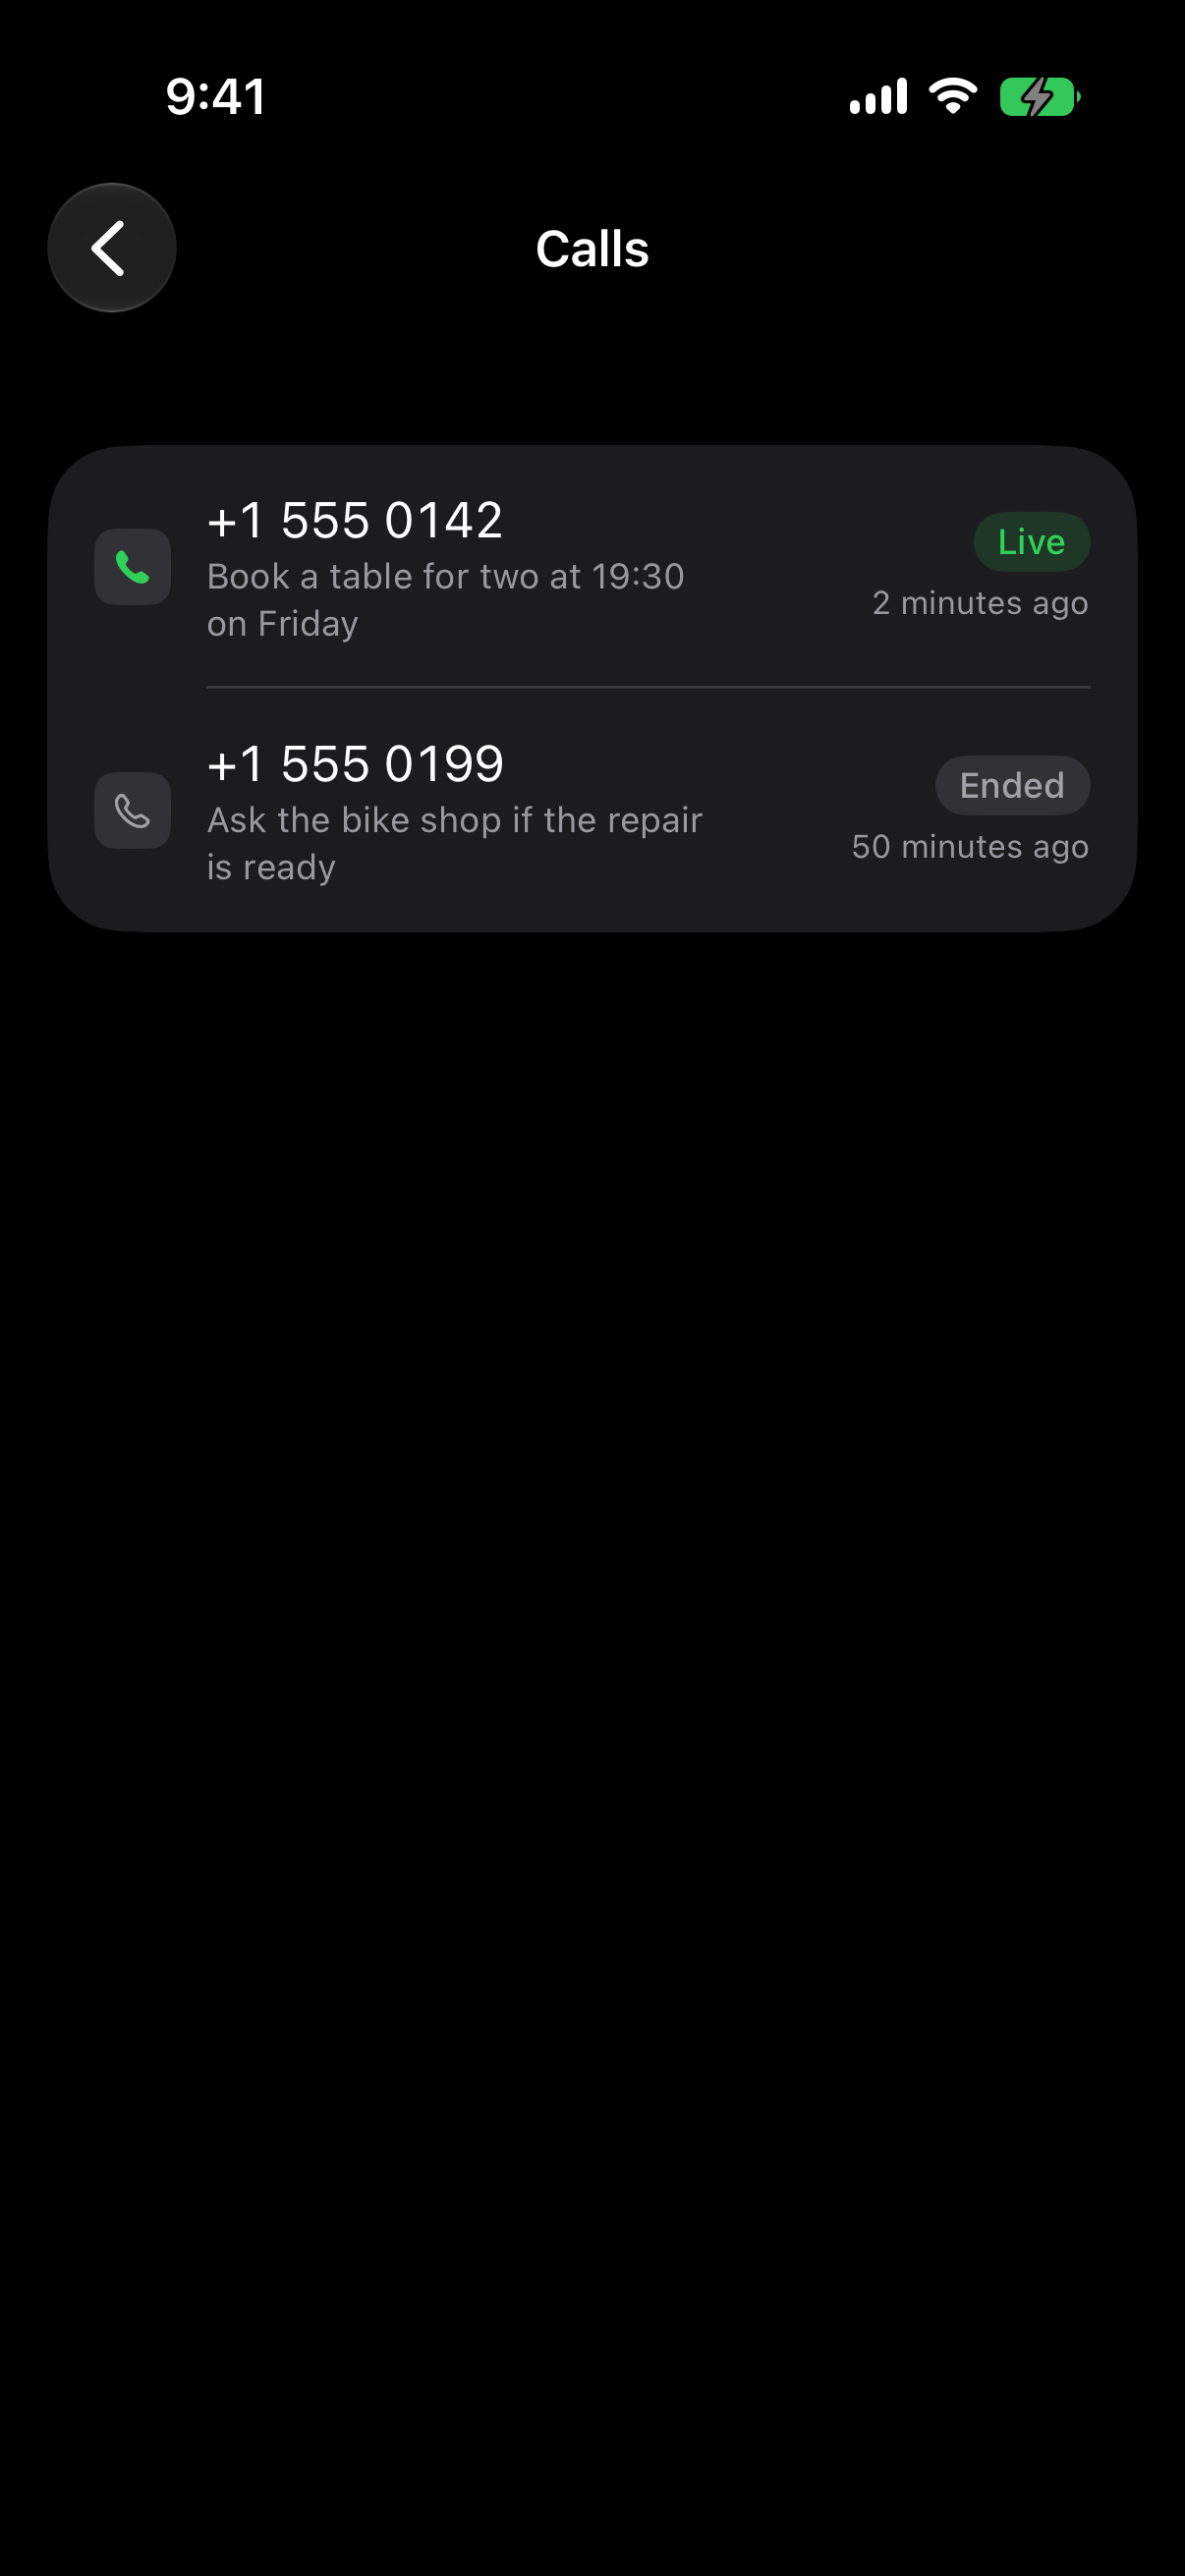 9:41
Calls
+1 555 0142
Book a table for two at 19:30
on Friday
Live
2 minutes ago
+1 555 0199
Ask the bike shop if the repair
is ready
Ended
50 minutes ago